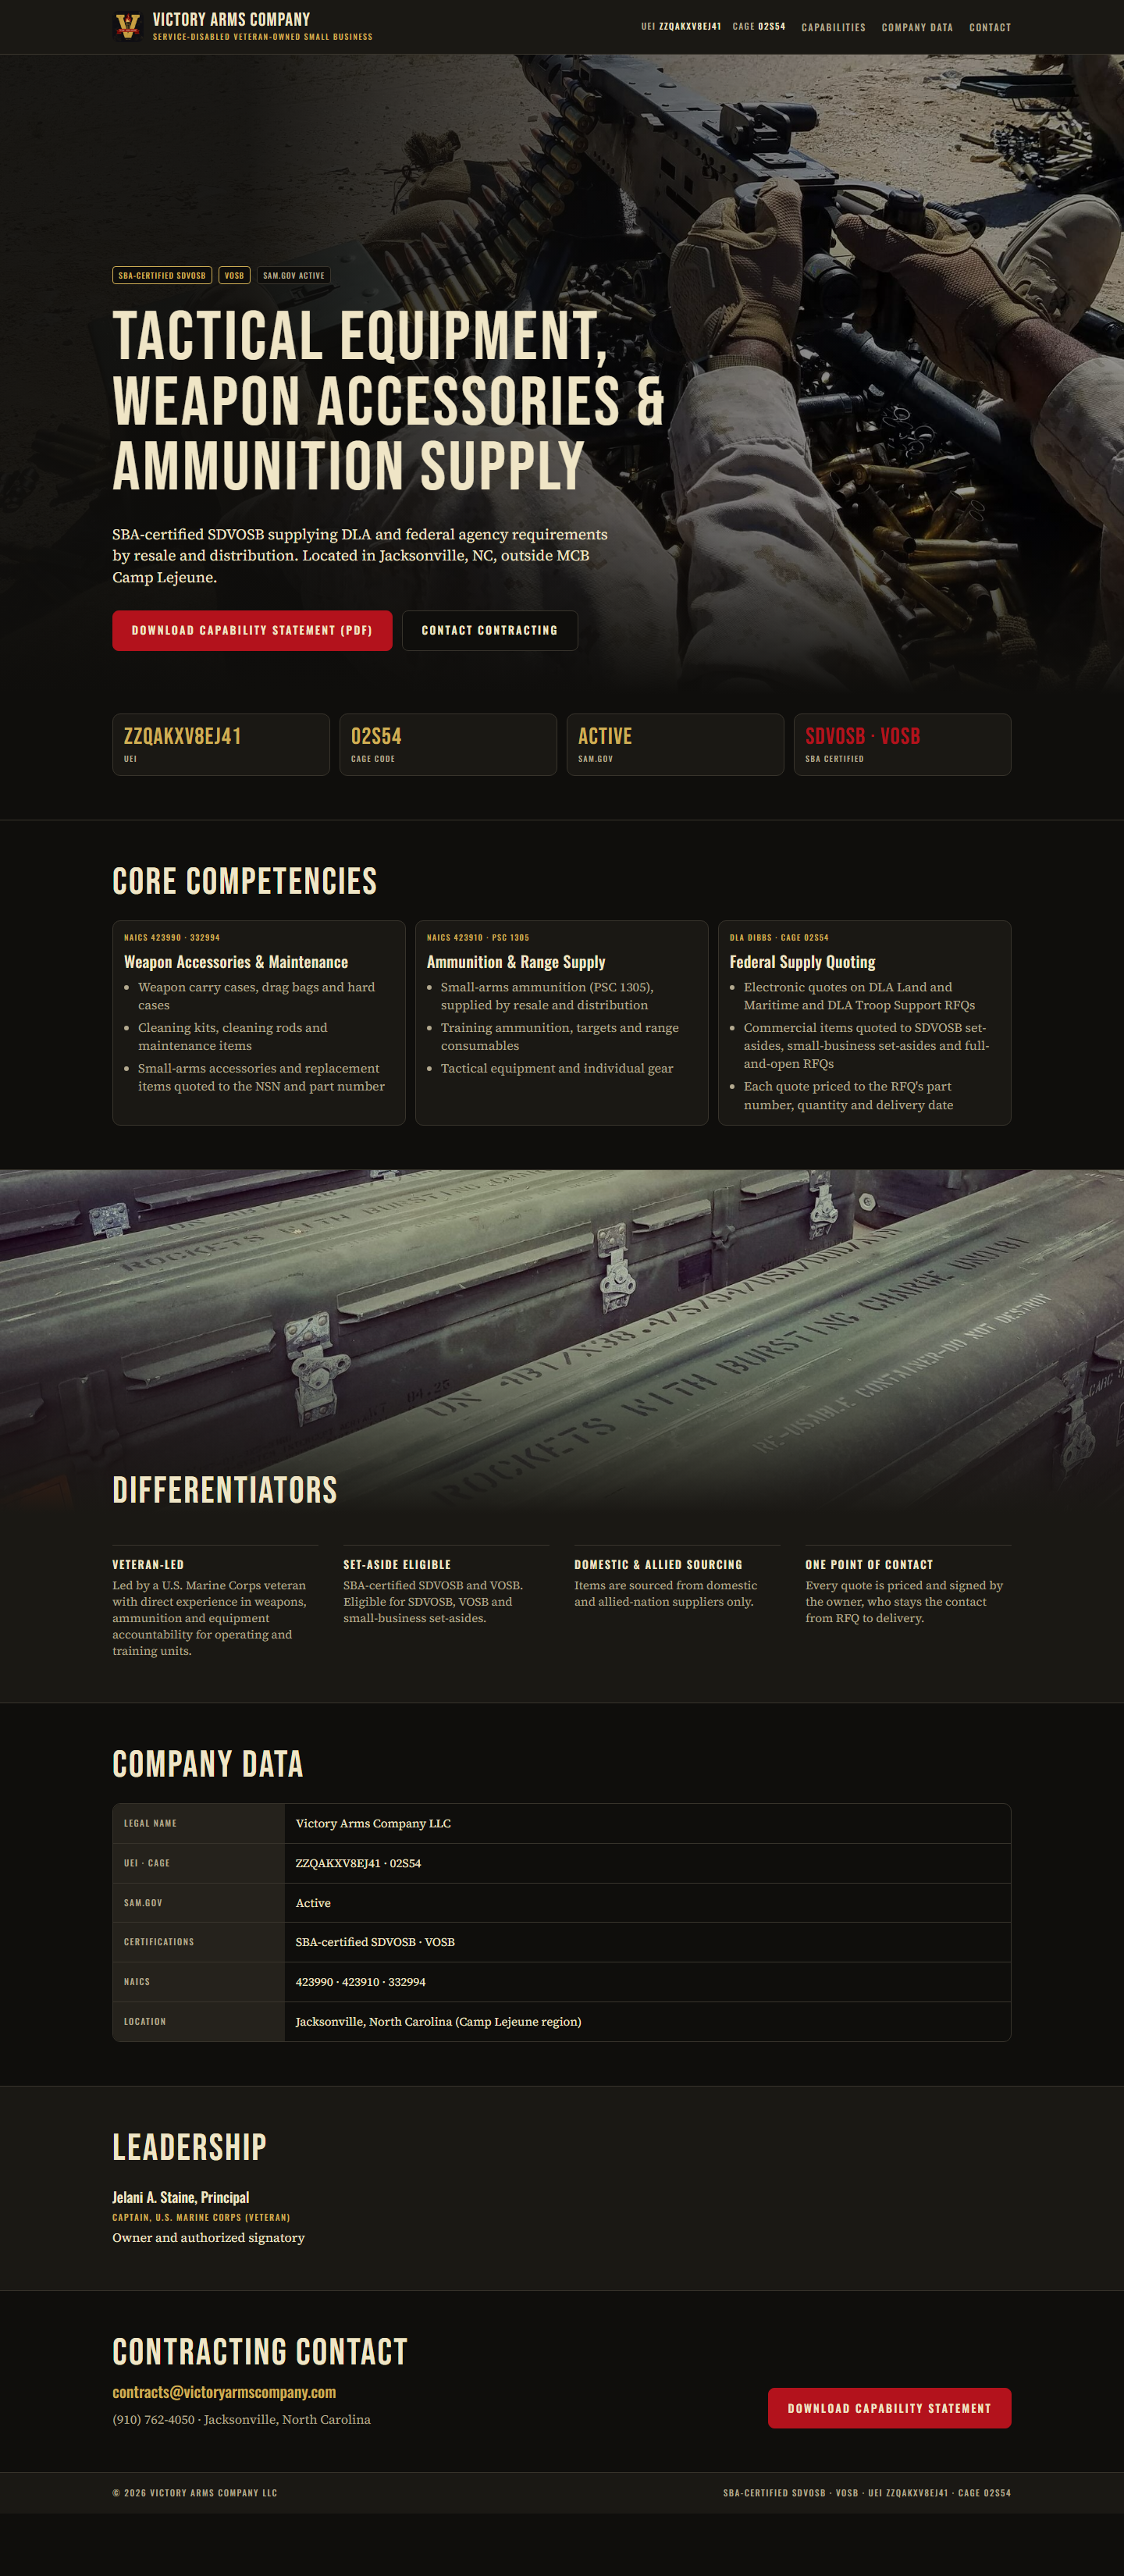 VICTORY ARMS COMPANY
SERVICE-DISABLED VETERAN-OWNED SMALL BUSINESS
UEI ZZQAKXV8EJ41 CAGE 02S54 CAPABILITIES COMPANY DATA CONTACT
SBA-CERTIFIED SDVOSB VOSB SAM.GOV ACTIVE
TACTICAL EQUIPMENT,
WEAPON ACCESSORIES &
AMMUNITION SUPPLY
SBA-certified SDVOSB supplying DLA and federal agency requirements
by resale and distribution. Located in Jacksonville, NC, outside MCB
Camp Lejeune.
DOWNLOAD CAPABILITY STATEMENT (PDF) CONTACT CONTRACTING
ZZQAKXV8EJ41
UEI
02S54
CAGE CODE
ACTIVE
SAM.GOV
SDVOSB · VOSB
SBA CERTIFIED
CORE COMPETENCIES
NAICS 423990 · 332994
Weapon Accessories & Maintenance
• Weapon carry cases, drag bags and hard
cases
• Cleaning kits, cleaning rods and
maintenance items
• Small-arms accessories and replacement
items quoted to the NSN and part number
NAICS 423910 · PSC 1305
Ammunition & Range Supply
• Small-arms ammunition (PSC 1305),
supplied by resale and distribution
• Training ammunition, targets and range
consumables
• Tactical equipment and individual gear
DLA DIBBS · CAGE 02S54
Federal Supply Quoting
• Electronic quotes on DLA Land and
Maritime and DLA Troop Support RFQs
• Commercial items quoted to SDVOSB set-
asides, small-business set-asides and full-
and-open RFQs
• Each quote priced to the RFQ's part
number, quantity and delivery date
ROCKETS
ROCKETS WITH BURSTING CHARGE UN0181
RE-USABLE CONTAINER-DO NOT DESTROY
DIFFERENTIATORS
VETERAN-LED
Led by a U.S. Marine Corps veteran
with direct experience in weapons,
ammunition and equipment
accountability for operating and
training units.
SET-ASIDE ELIGIBLE
SBA-certified SDVOSB and VOSB.
Eligible for SDVOSB, VOSB and
small-business set-asides.
DOMESTIC & ALLIED SOURCING
Items are sourced from domestic
and allied-nation suppliers only.
ONE POINT OF CONTACT
Every quote is priced and signed by
the owner, who stays the contact
from RFQ to delivery.
COMPANY DATA
LEGAL NAME Victory Arms Company LLC
UEI · CAGE ZZQAKXV8EJ41 · 02S54
SAM.GOV Active
CERTIFICATIONS SBA-certified SDVOSB · VOSB
NAICS 423990 · 423910 · 332994
LOCATION Jacksonville, North Carolina (Camp Lejeune region)
LEADERSHIP
Jelani A. Staine, Principal
CAPTAIN, U.S. MARINE CORPS (VETERAN)
Owner and authorized signatory
CONTRACTING CONTACT
contracts@victoryarmscompany.com
(910) 762-4050 · Jacksonville, North Carolina
DOWNLOAD CAPABILITY STATEMENT
© 2026 VICTORY ARMS COMPANY LLC
SBA-CERTIFIED SDVOSB · VOSB · UEI ZZQAKXV8EJ41 · CAGE 02S54